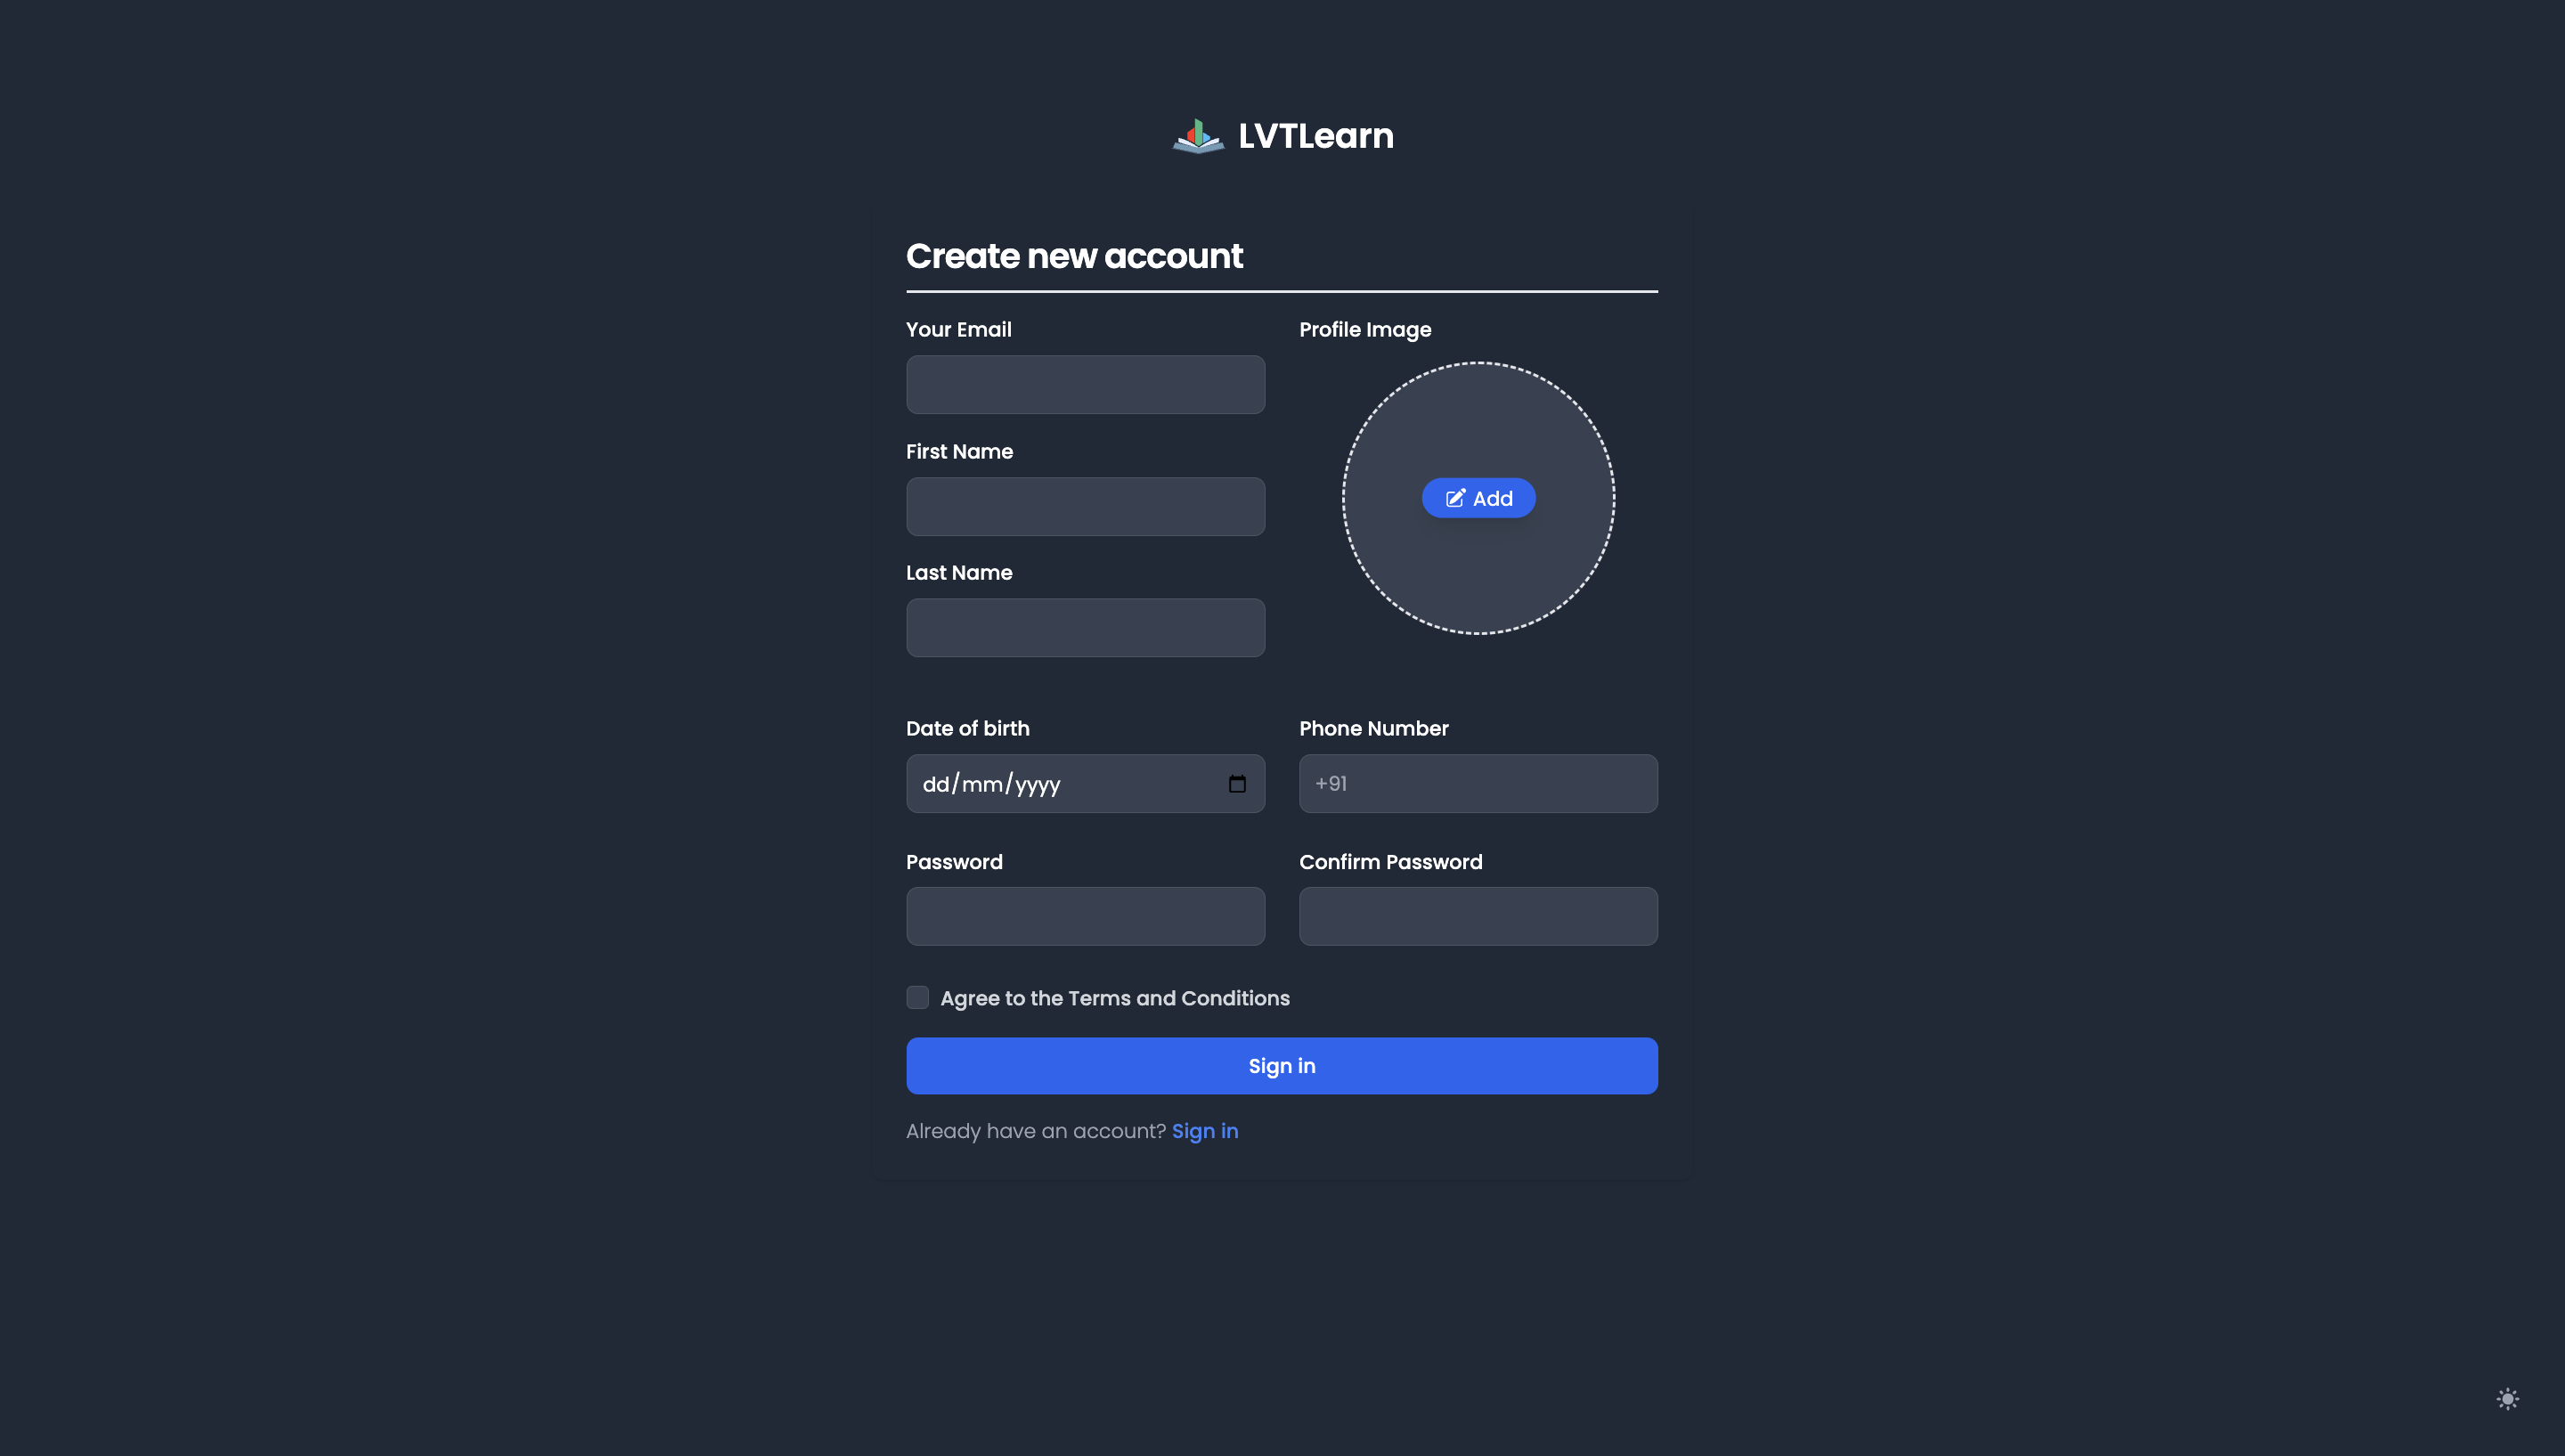 LVTLearn
Create new account
Your Email
Profile Image
First Name
Add
Last Name
Date of birth
Phone Number
dd/mm/yyyy
+91
Password
Confirm Password
Agree to the Terms and Conditions
Sign in
Already have an account? Sign in